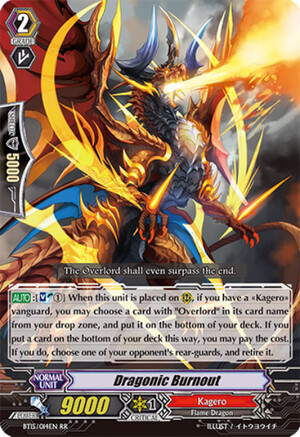 2
GRADE
5000
SHIELD
The Overlord shall even surpass the end.
AUTO : [V/R] ① When this unit is placed on Ⓡ, if you have a «Kagero»
vanguard, you may choose a card with "Overlord" in its card name
from your drop zone, and put it on the bottom of your deck. If you
put a card on the bottom of your deck this way, you may pay the cost.
If you do, choose one of your opponent's rear-guards, and retire it.
NORMAL
UNIT
Dragonic Burnout
POWER
9000
1
CRITICAL
Kagero
Flame Dragon
BT15/014EN RR
ILLUST / イトウヨウイチ